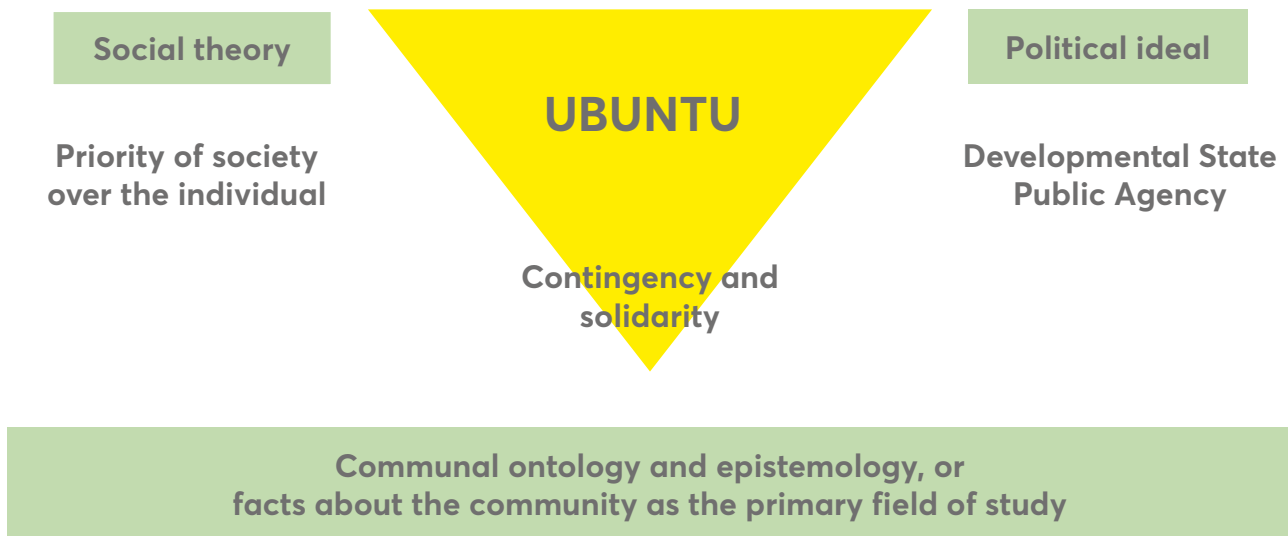 Social theory
Priority of society
over the individual
UBUNTU
Contingency and
solidarity
Political ideal
Developmental State
Public Agency
Communal ontology and epistemology, or
facts about the community as the primary field of study